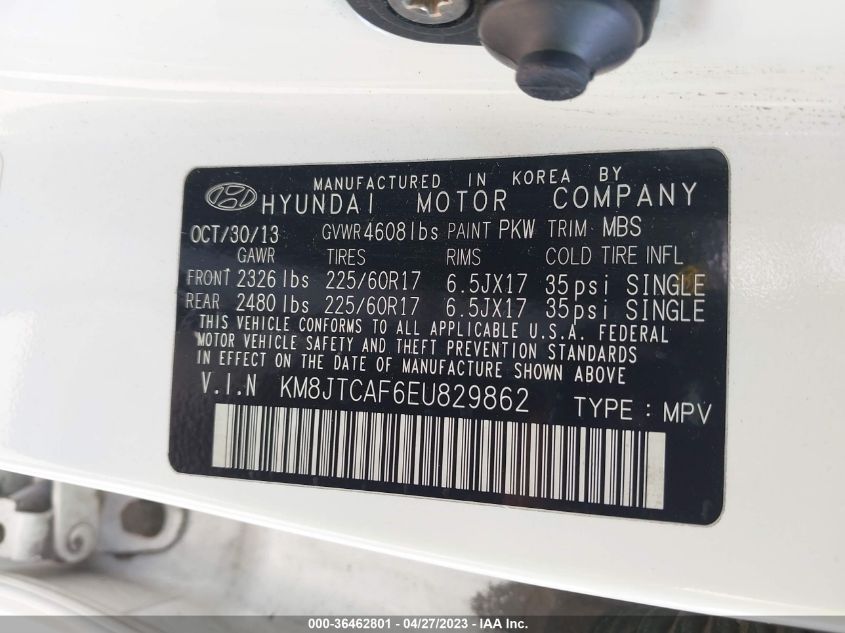 MANUFACTURED IN KOREA BY
HYUNDAI MOTOR COMPANY
OCT/30/13 GVWR 4608 lbs PAINT PKW TRIM MBS
GAWR TIRES RIMS COLD TIRE INFL
FRONT 2326 lbs 225/60R17 6.5JX17 35psi SINGLE
REAR 2480 lbs 225/60R17 6.5JX17 35psi SINGLE
THIS VEHICLE CONFORMS TO ALL APPLICABLE U.S.A. FEDERAL
MOTOR VEHICLE SAFETY AND THEFT PREVENTION STANDARDS
IN EFFECT ON THE DATE OF MANUFACTURE SHOWN ABOVE
V.I.N KM8JTCAF6EU829862 TYPE : MPV
000-36462801 - 04/27/2023 - IAA Inc.